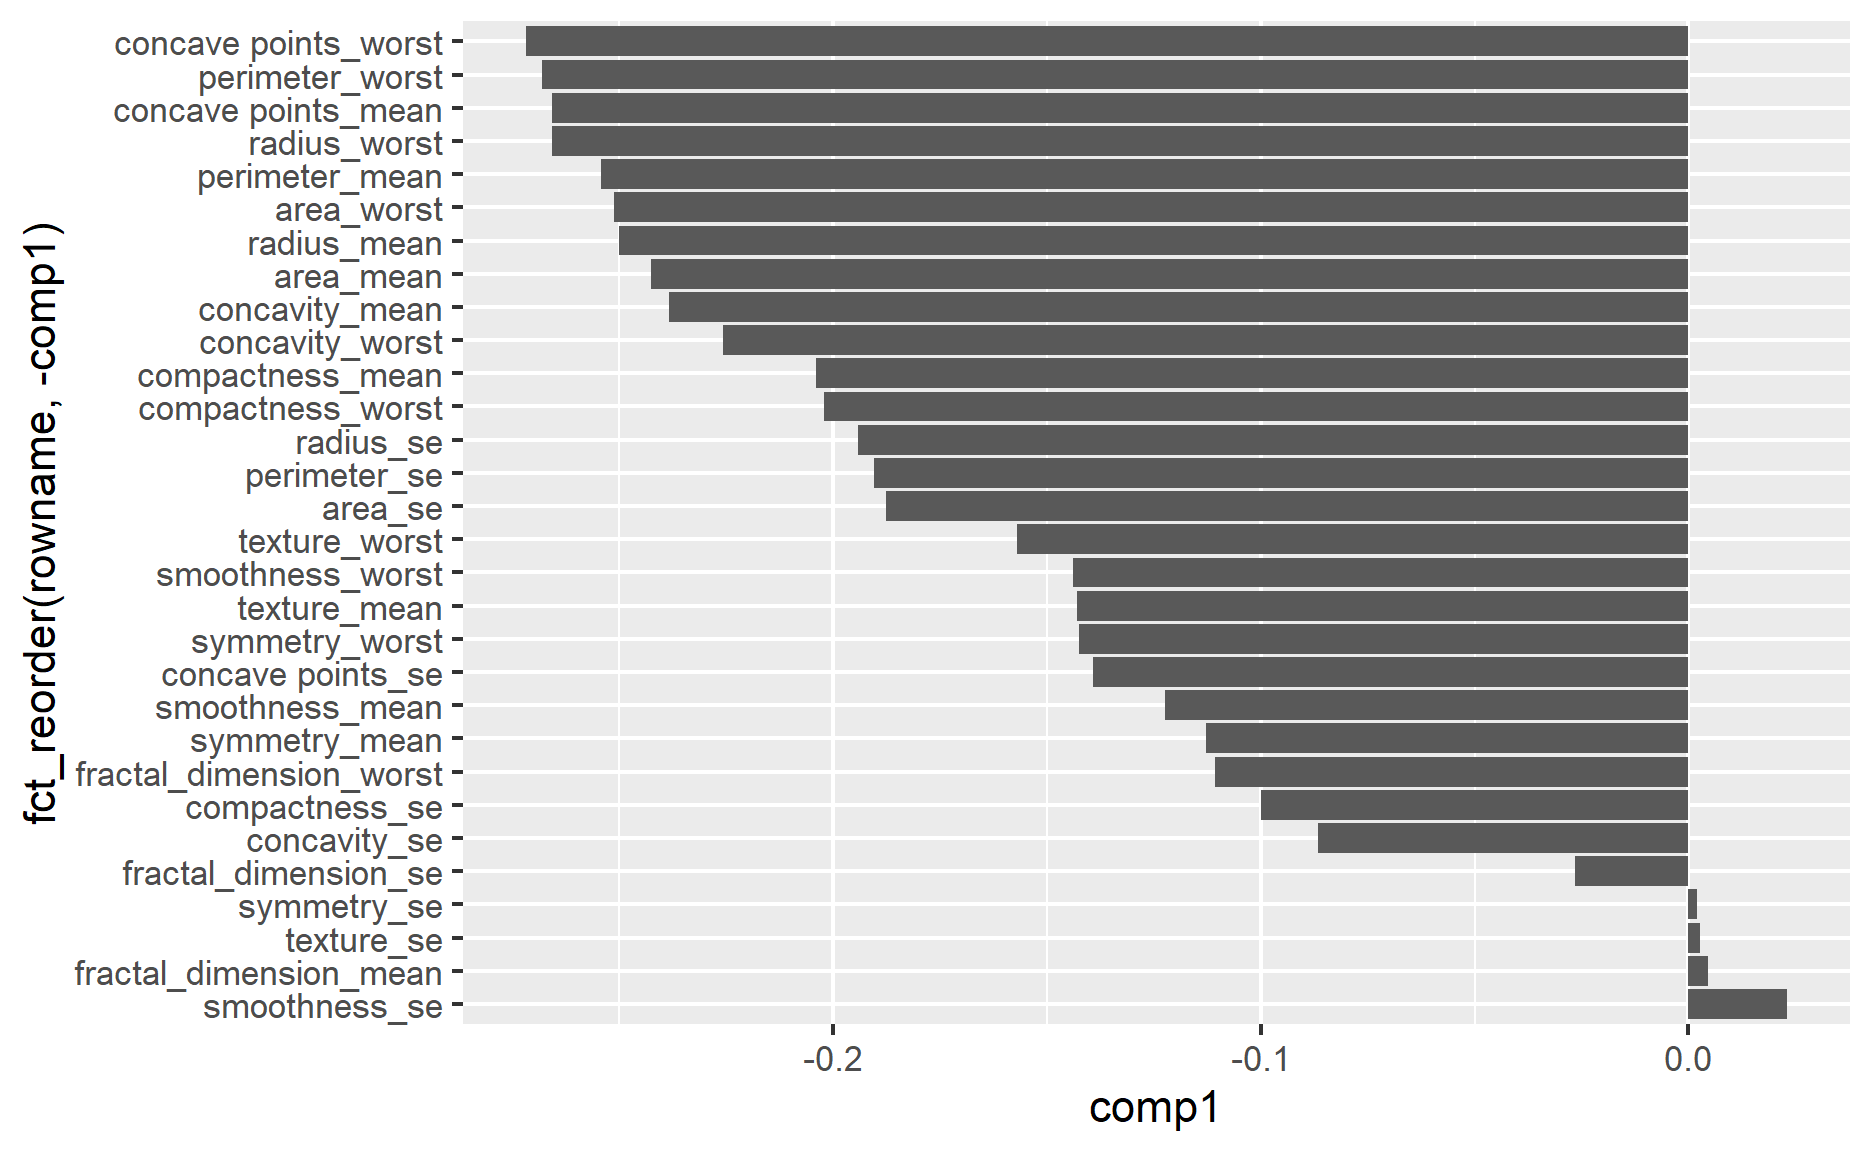 fct_reorder(rowname, -comp1)
concave points_worst
perimeter_worst
concave points_mean
radius_worst
perimeter_mean
area_worst
radius_mean
area_mean
concavity_mean
concavity_worst
compactness_mean
compactness_worst
radius_se
perimeter_se
area_se
texture_worst
smoothness_worst
texture_mean
symmetry_worst
concave points_se
smoothness_mean
symmetry_mean
fractal_dimension_worst
compactness_se
concavity_se
fractal_dimension_se
symmetry_se
texture_se
fractal_dimension_mean
smoothness_se
-0.2 -0.1 0.0
comp1